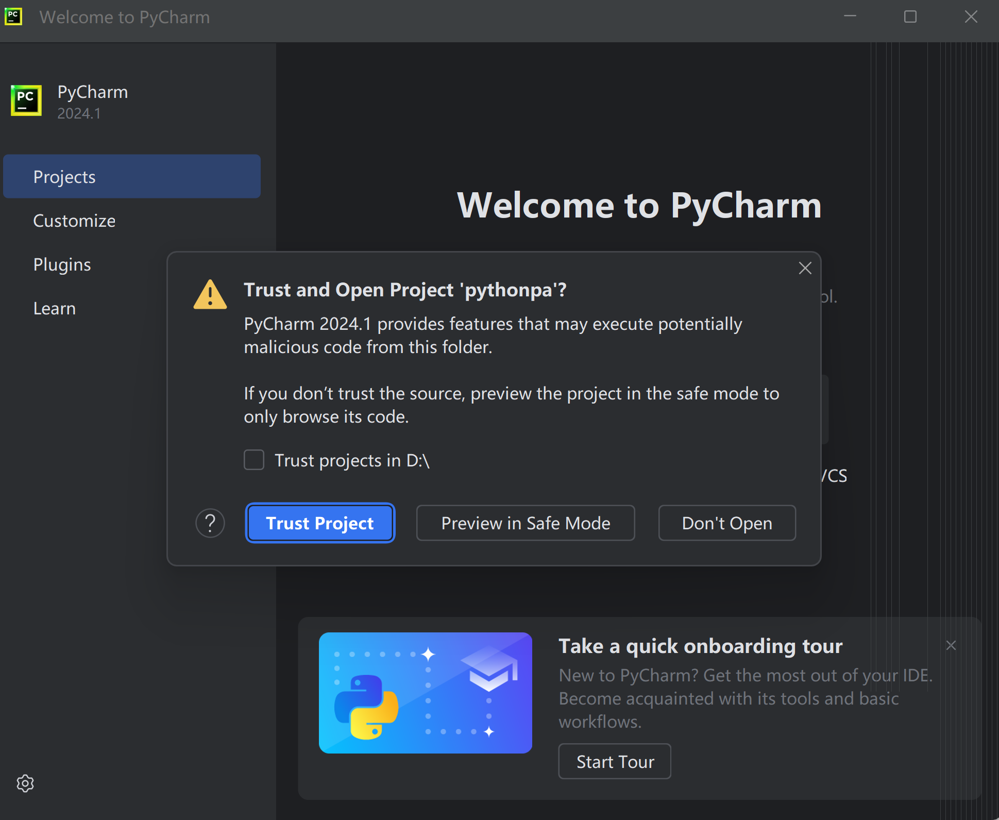 PC
Welcome to PyCharm
PC
PyCharm
2024.1
Projects
Customize
Plugins
Learn
Welcome to PyCharm
Trust and Open Project 'pythonpa'?
PyCharm 2024.1 provides features that may execute potentially
malicious code from this folder.
If you don’t trust the source, preview the project in the safe mode to
only browse its code.
Trust projects in D:\
?
Trust Project
Preview in Safe Mode
Don't Open
Take a quick onboarding tour
New to PyCharm? Get the most out of your IDE.
Become acquainted with its tools and basic
workflows.
Start Tour